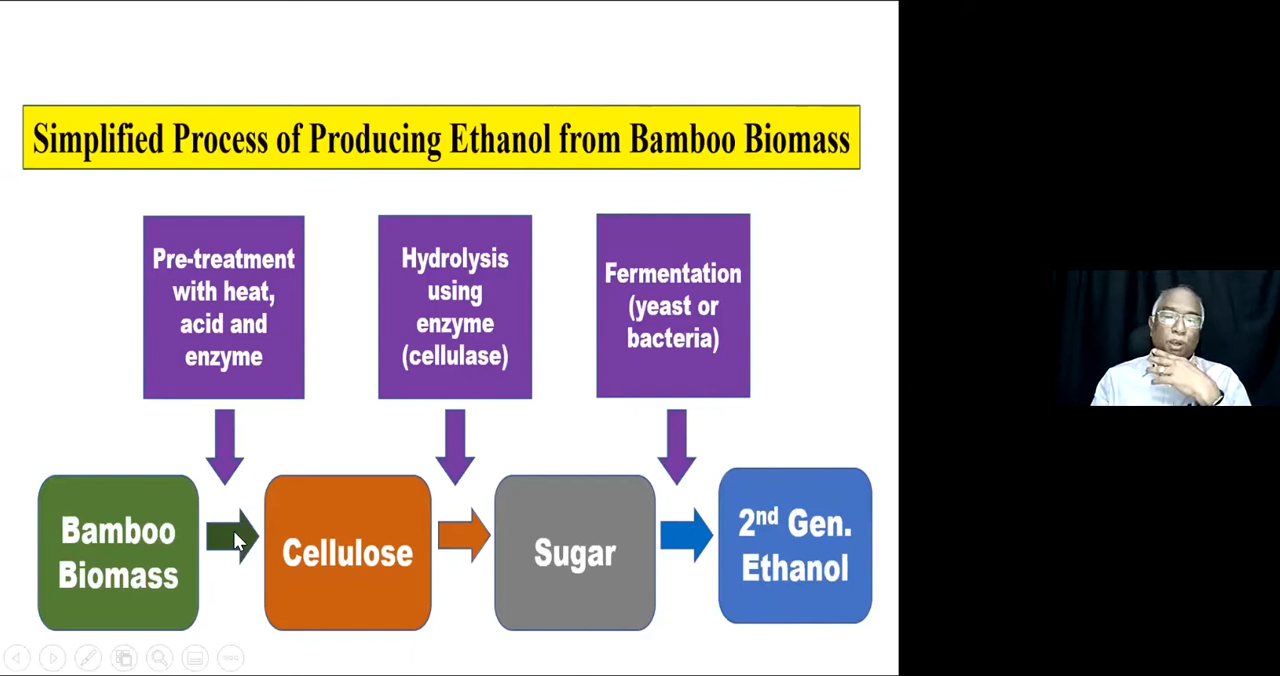 Simplified Process of Producing Ethanol from Bamboo Biomass
Pre-treatment
with heat,
acid and
enzyme
Hydrolysis
using
enzyme
(cellulase)
Fermentation
(yeast or
bacteria)
Bamboo
Biomass
Cellulose
Sugar
2nd Gen.
Ethanol